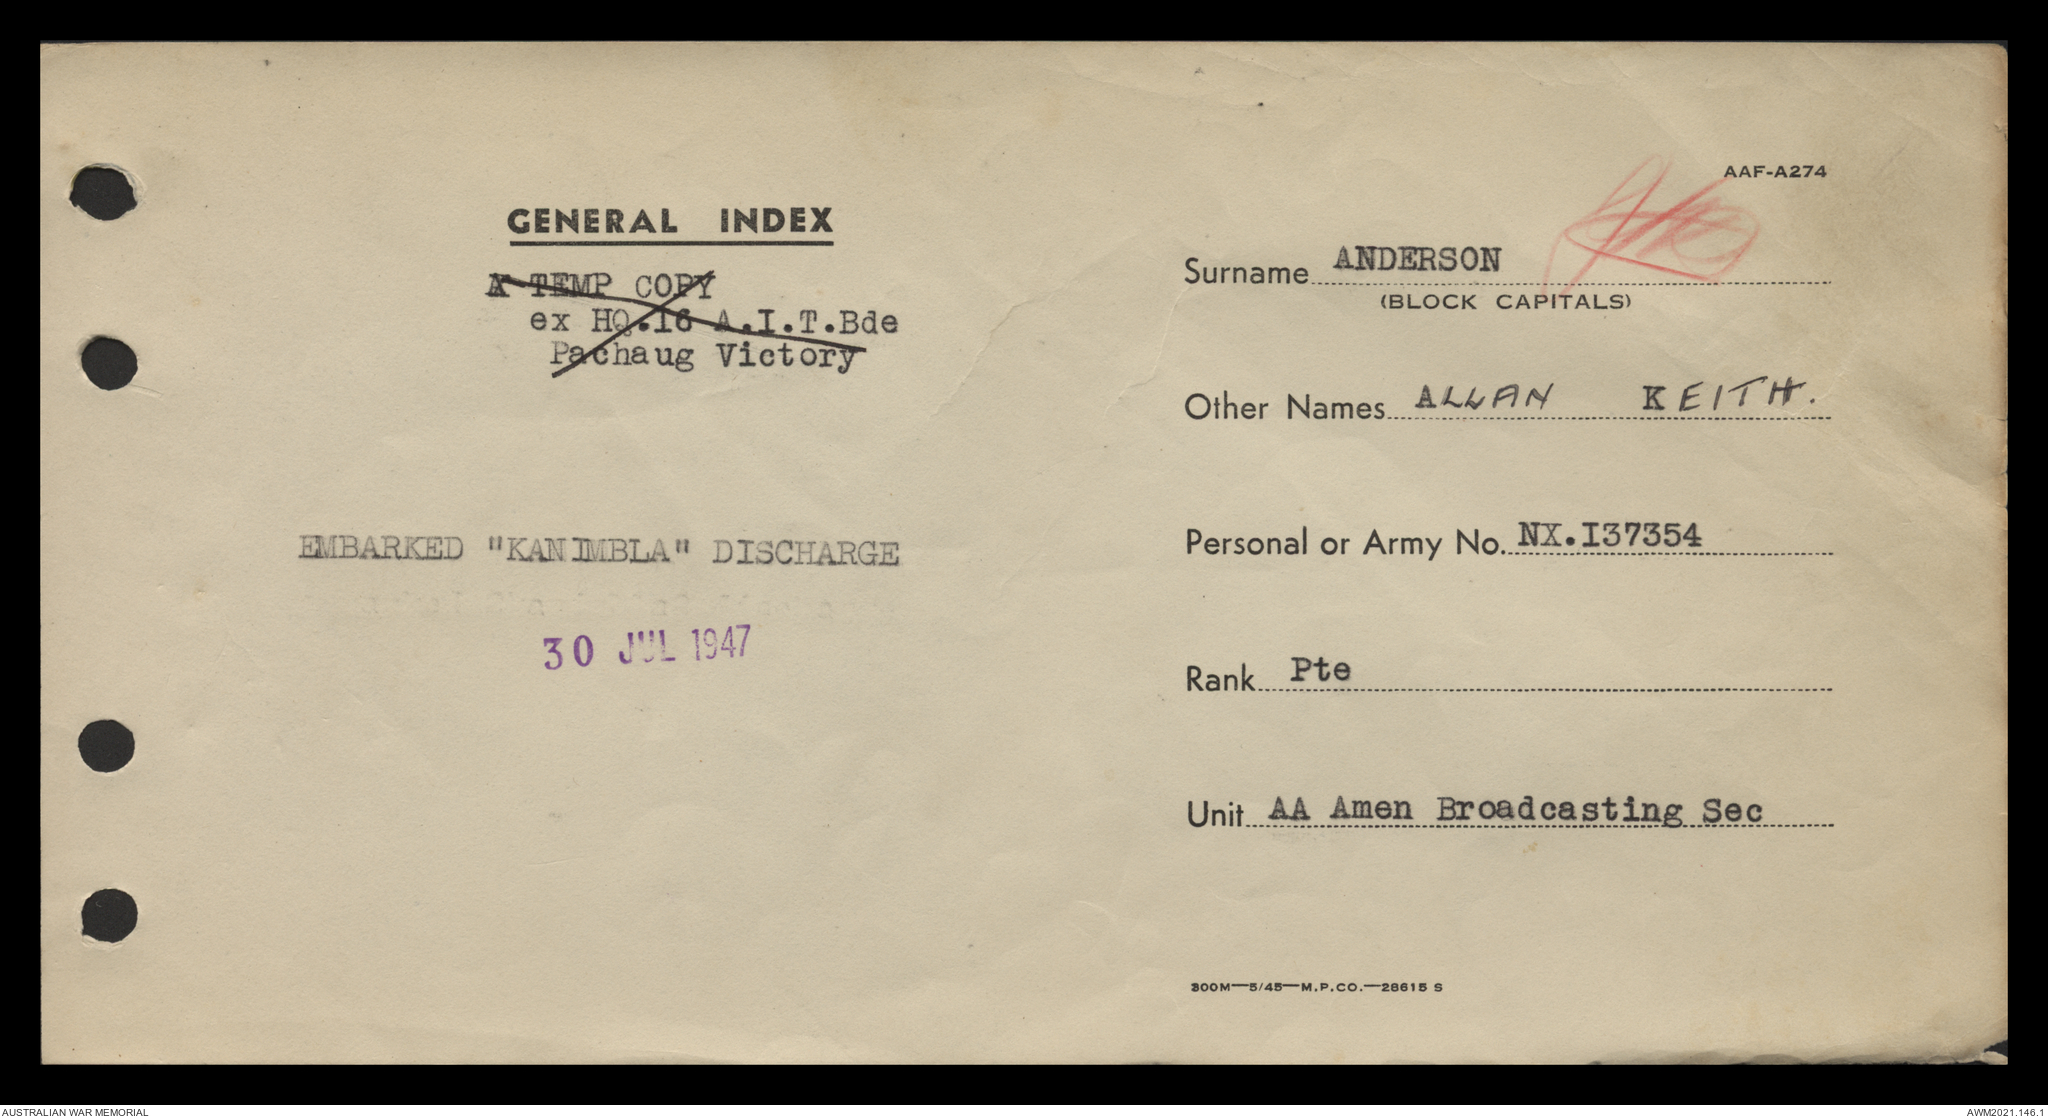 AAF-A274
GENERAL INDEX
A TEMP COPY
ex HQ.16 A.I.T.Bde
Pachaug Victory
EMBARKED "KANIMBLA" DISCHARGE
30 JUL 1947
Surname ANDERSON
(BLOCK CAPITALS)
Other Names ALLAN KEITH.
Personal or Army No. NX.I37354
Rank Pte
Unit AA Amen Broadcasting Sec
300M—5/45—M.P.CO.—28615 S
AUSTRALIAN WAR MEMORIAL
AWM2021.146.1